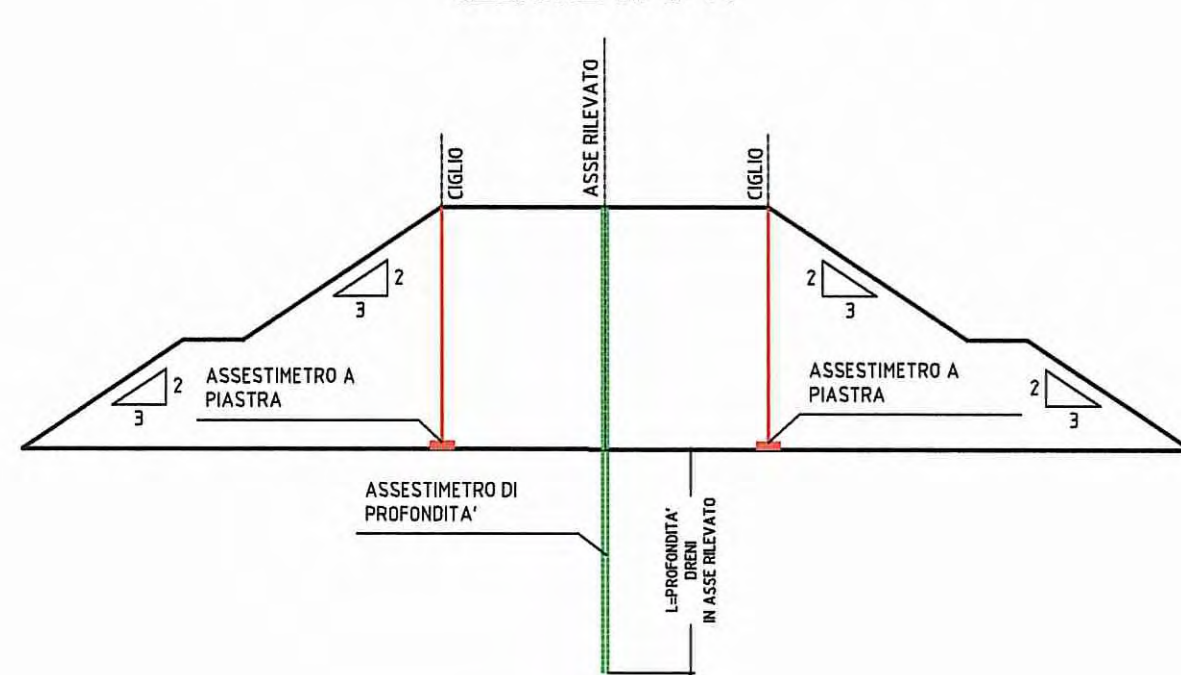 ASSE RILEVATO
CIGLIO
CIGLIO
2
3
2
3
ASSESTIMETRO A
PIASTRA
2
3
ASSESTIMETRO A
PIASTRA
2
3
ASSESTIMETRO DI
PROFONDITA'
L=PROFONDITA'
DRENI
IN ASSE RILEVATO